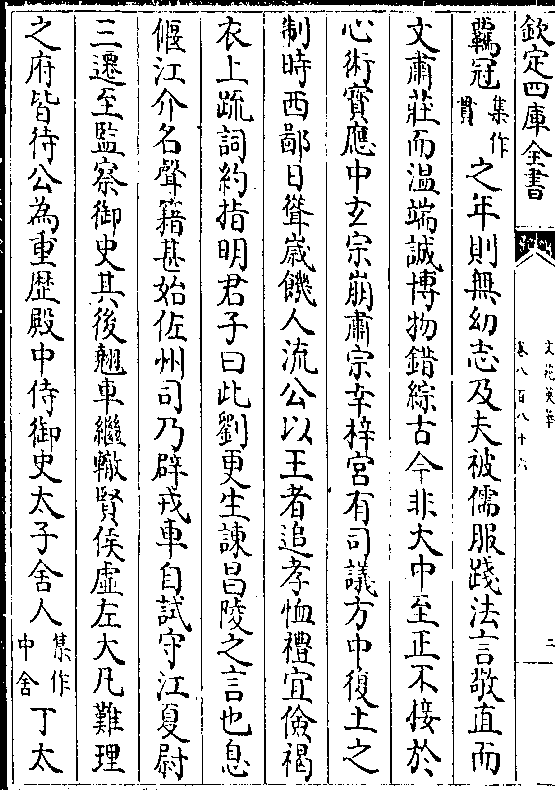 欽定四庫全書
文苑英華
卷八百八十六
二
羈冠集作貫之年則無幼志及夫被儒服踐法言敬直而
文肅莊而温端誠博物錯綜古今非大中至正不接於
心術寳應中玄宗崩肅宗幸梓宮有司議方中復土之
制時西鄙日聳嵗饑人流公以王者追孝恤禮宜儉褐
衣上疏詞約指明君子曰此劉更生諫昌陵之言也息
偃江介名聲籍甚始佐州司乃辟戎車自試守江夏尉
三遷至監察御史其後翹車繼轍賢侯虛左大凡難理
之府皆待公為重歴殿中侍御史太子舍人集作中舍丁太